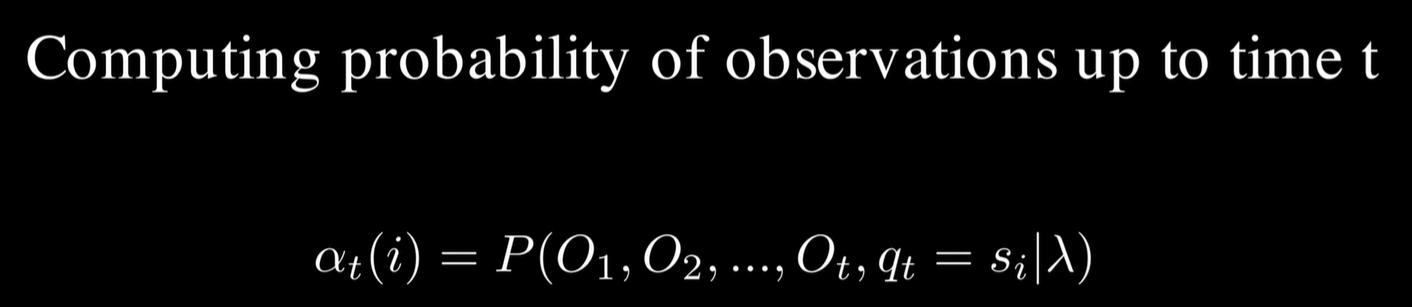 Computing probability of observations up to time t
αₜ(i) = P(O₁, O₂, ..., Oₜ, qₜ = sᵢ|λ)